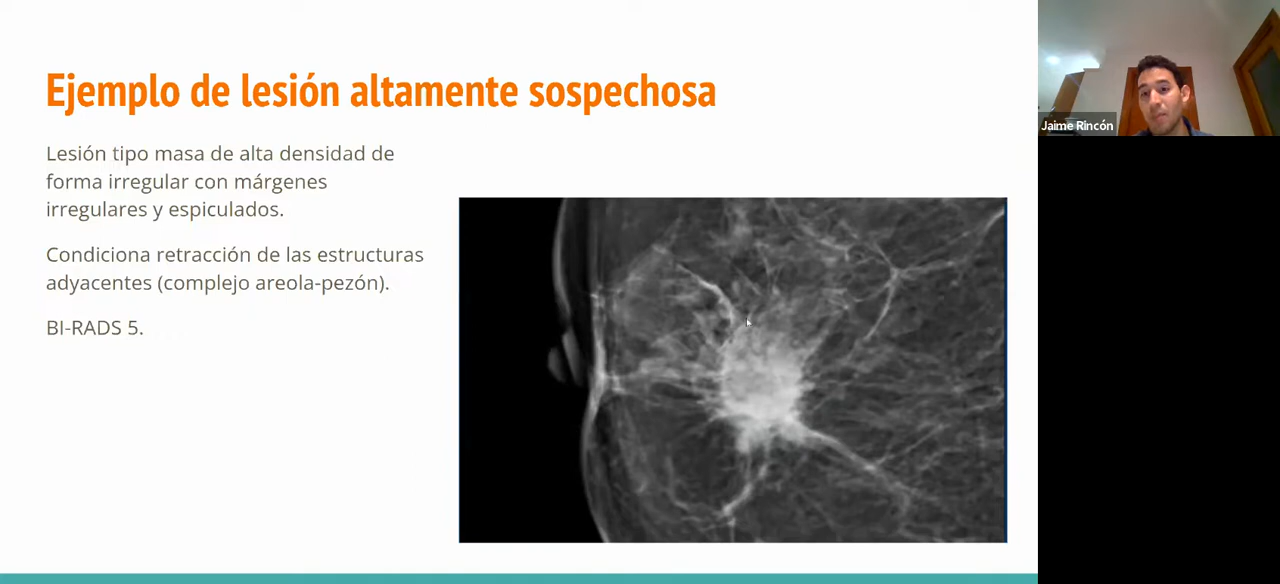 Ejemplo de lesión altamente sospechosa
Lesión tipo masa de alta densidad de
forma irregular con márgenes
irregulares y espiculados.
Condiciona retracción de las estructuras
adyacentes (complejo areola-pezón).
BI-RADS 5.
Jaime Rincón